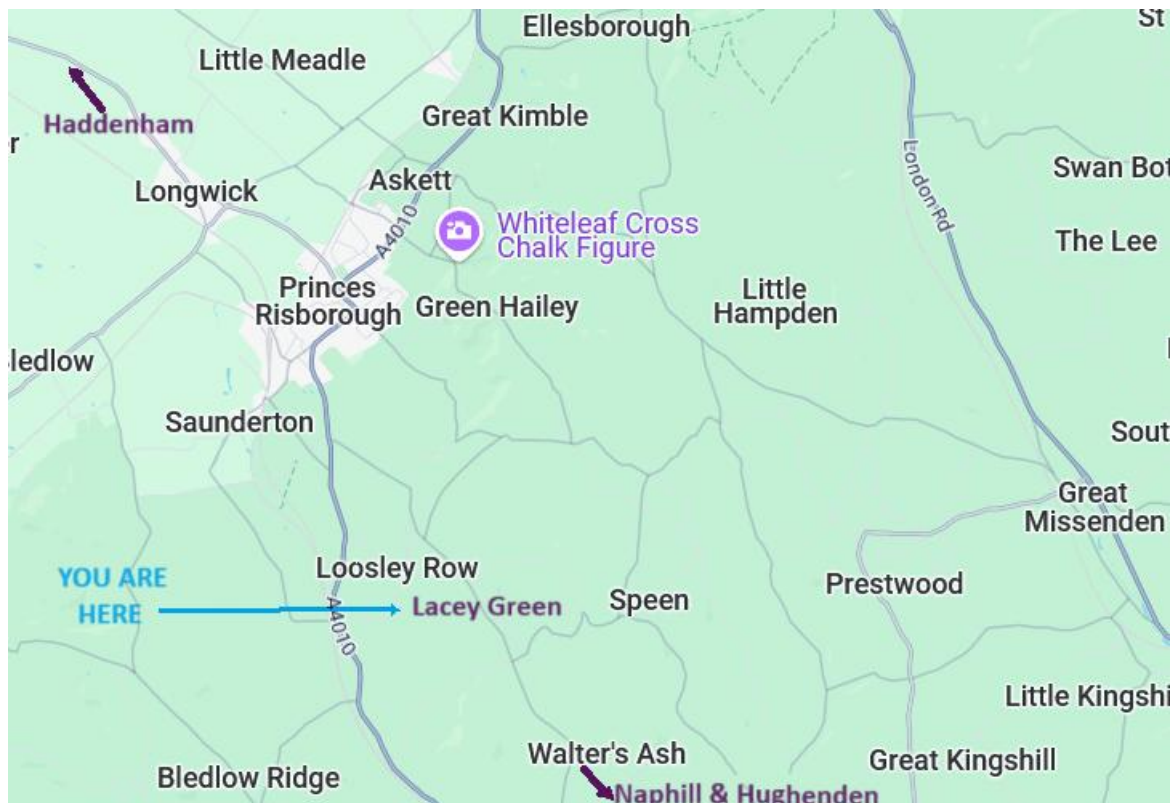 Ellesborough
St
Little Meadle
Great Kimble
Haddenham
r
London Rd
Swan Bot
Longwick
Askett
A4010
Whiteleaf Cross
Chalk Figure
The Lee
Princes
Risborough
Green Hailey
Little
Hampden
ledlow
Saunderton
Sout
Great
Missenden
YOU ARE
HERE
Loosley Row
Lacey Green
A4010
Speen
Prestwood
Little Kingshi
Walter's Ash
Great Kingshill
Bledlow Ridge
Naphill & Hughenden